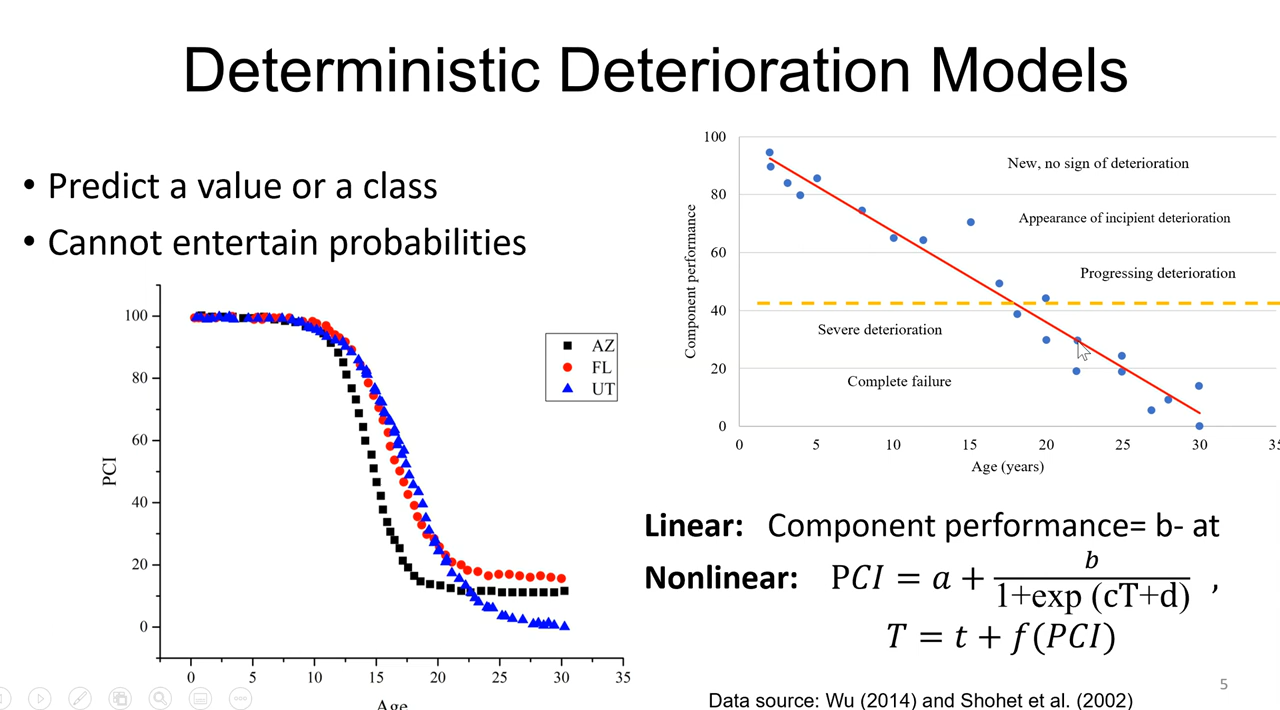 Deterministic Deterioration Models
• Predict a value or a class
• Cannot entertain probabilities
PCI
100
80
60
40
20
0
0 5 10 15 20 25 30 35
Age
AZ
FL
UT
Component performance
100
80
60
40
20
0
New, no sign of deterioration
Appearance of incipient deterioration
Progressing deterioration
Severe deterioration
Complete failure
0 5 10 15 20 25 30 35
Age (years)
Linear: Component performance= b- at
Nonlinear: PCI = a + b / 1+exp (cT+d) ,
T = t + f(PCI)
Data source: Wu (2014) and Shohet et al. (2002)
5